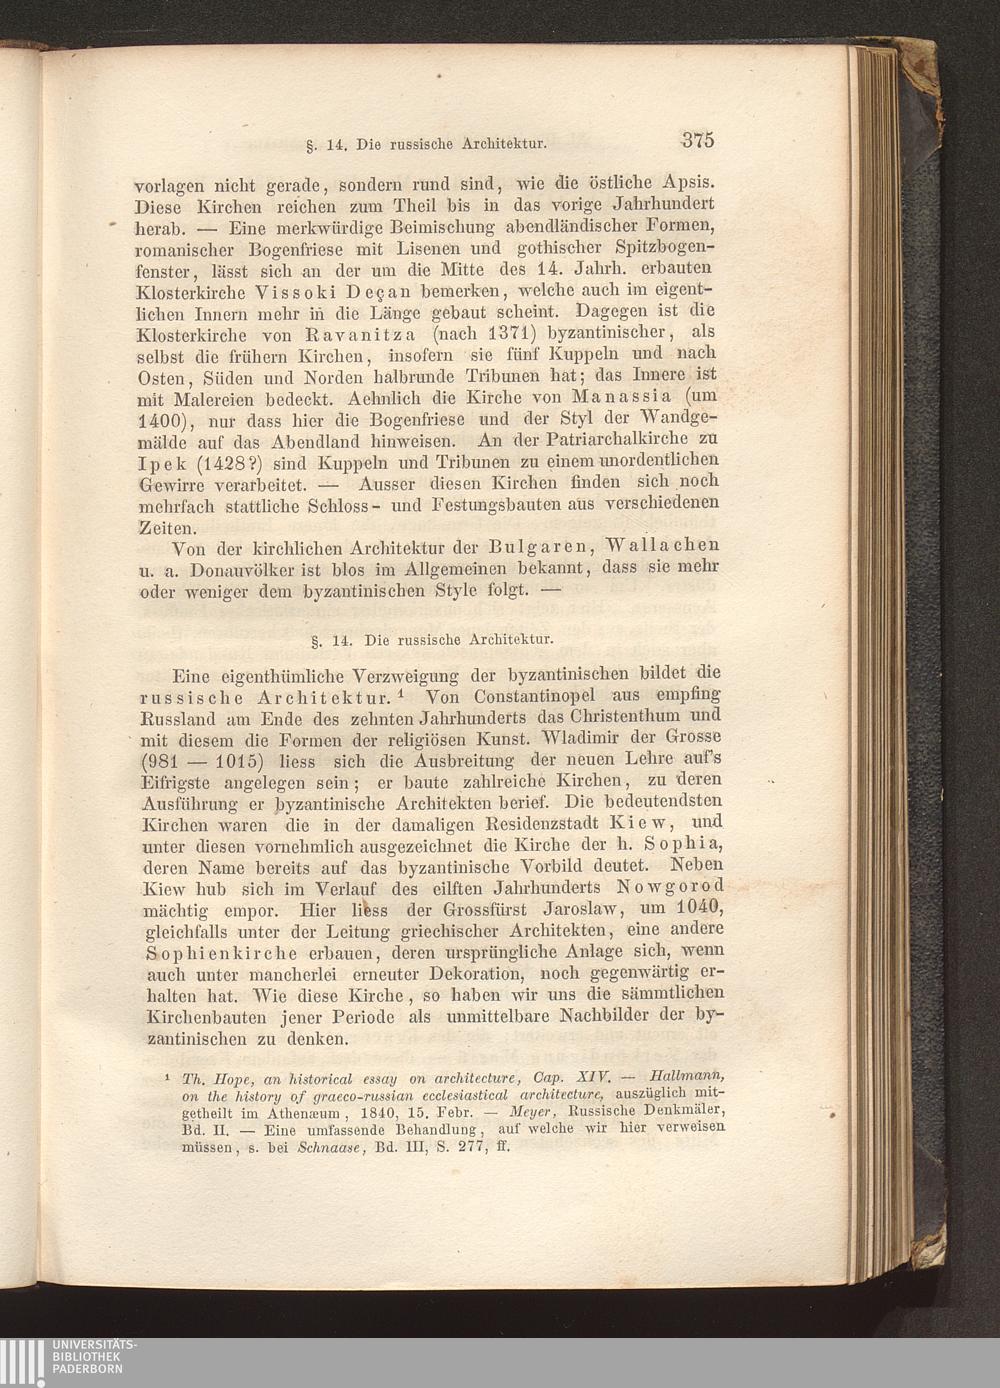 §. 14. Die russische Architektur. 375
vorlagen nicht gerade, sondern rund sind, wie die östliche Apsis.
Diese Kirchen reichen zum Theil bis in das vorige Jahrhundert
herab. — Eine merkwürdige Beimischung abendländischer Formen,
romanischer Bogenfriese mit Lisenen und gothischer Spitzbogen-
fenster, lässt sich an der um die Mitte des 14. Jahrh. erbauten
Klosterkirche Vissoki Deçan bemerken, welche auch im eigent-
lichen Innern mehr in die Länge gebaut scheint. Dagegen ist die
Klosterkirche von Ravanitza (nach 1371) byzantinischer, als
selbst die frühern Kirchen, insofern sie fünf Kuppeln und nach
Osten, Süden und Norden halbrunde Tribunen hat; das Innere ist
mit Malereien bedeckt. Aehnlich die Kirche von Manassia (um
1400), nur dass hier die Bogenfriese und der Styl der Wandge-
mälde auf das Abendland hinweisen. An der Patriarchalkirche zu
Ipek (1428?) sind Kuppeln und Tribunen zu einem unordentlichen
Gewirre verarbeitet. — Ausser diesen Kirchen finden sich noch
mehrfach stattliche Schloss- und Festungsbauten aus verschiedenen
Zeiten.
Von der kirchlichen Architektur der Bulgaren, Wallachen
u. a. Donauvölker ist blos im Allgemeinen bekannt, dass sie mehr
oder weniger dem byzantinischen Style folgt. —
§. 14. Die russische Architektur.
Eine eigenthümliche Verzweigung der byzantinischen bildet die
russische Architektur. ¹ Von Constantinopel aus empfing
Russland am Ende des zehnten Jahrhunderts das Christenthum und
mit diesem die Formen der religiösen Kunst. Wladimir der Grosse
(981 — 1015) liess sich die Ausbreitung der neuen Lehre auf's
Eifrigste angelegen sein; er baute zahlreiche Kirchen, zu deren
Ausführung er byzantinische Architekten berief. Die bedeutendsten
Kirchen waren die in der damaligen Residenzstadt Kiew, und
unter diesen vornehmlich ausgezeichnet die Kirche der h. Sophia,
deren Name bereits auf das byzantinische Vorbild deutet. Neben
Kiew hub sich im Verlauf des eilften Jahrhunderts Nowgorod
mächtig empor. Hier liess der Grossfürst Jaroslaw, um 1040,
gleichfalls unter der Leitung griechischer Architekten, eine andere
Sophienkirche erbauen, deren ursprüngliche Anlage sich, wenn
auch unter mancherlei erneuter Dekoration, noch gegenwärtig er-
halten hat. Wie diese Kirche, so haben wir uns die sämmtlichen
Kirchenbauten jener Periode als unmittelbare Nachbilder der by-
zantinischen zu denken.
¹ Th. Hope, an historical essay on architecture, Cap. XIV. — Hallmann,
on the history of graeco-russian ecclesiastical architecture, auszüglich mit-
getheilt im Athenæum, 1840, 15. Febr. — Meyer, Russische Denkmäler,
Bd. II. — Eine umfassende Behandlung, auf welche wir hier verweisen
müssen, s. bei Schnaase, Bd. III, S. 277, ff.
UNIVERSITÄTS-
BIBLIOTHEK
PADERBORN